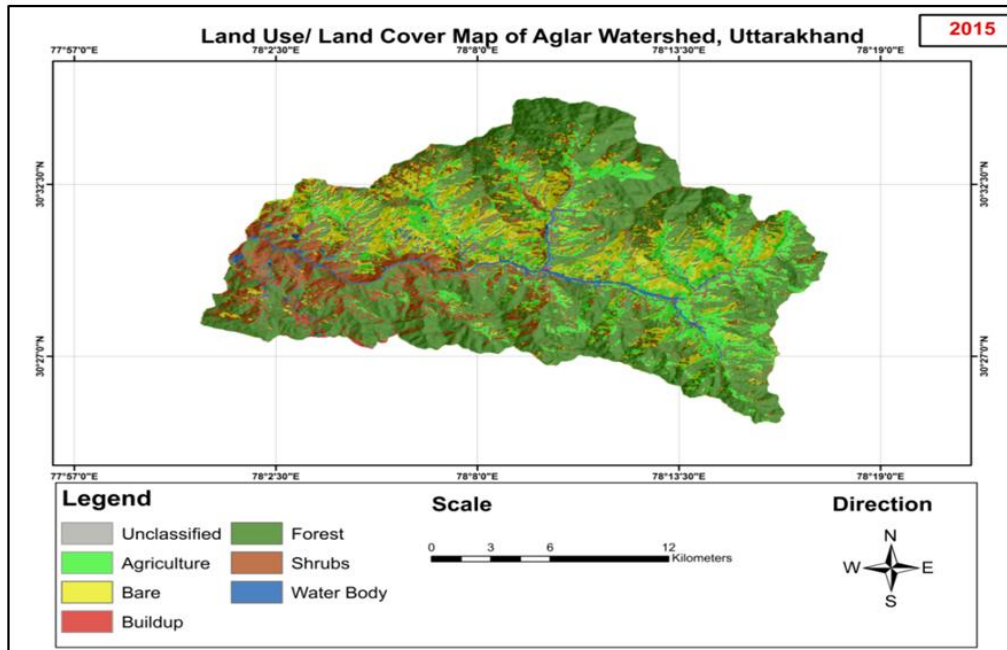 Land Use/ Land Cover Map of Aglar Watershed, Uttarakhand
2015
77°57'0"E 78°2'30"E 78°8'0"E 78°13'30"E 78°19'0"E
30°32'30"N 30°32'30"N
30°27'0"N 30°27'0"N
77°57'0"E 78°2'30"E 78°8'0"E 78°13'30"E 78°19'0"E
Legend
Unclassified
Agriculture
Bare
Buildup
Forest
Shrubs
Water Body
Scale
0 3 6 12
Kilometers
Direction
N
W E
S